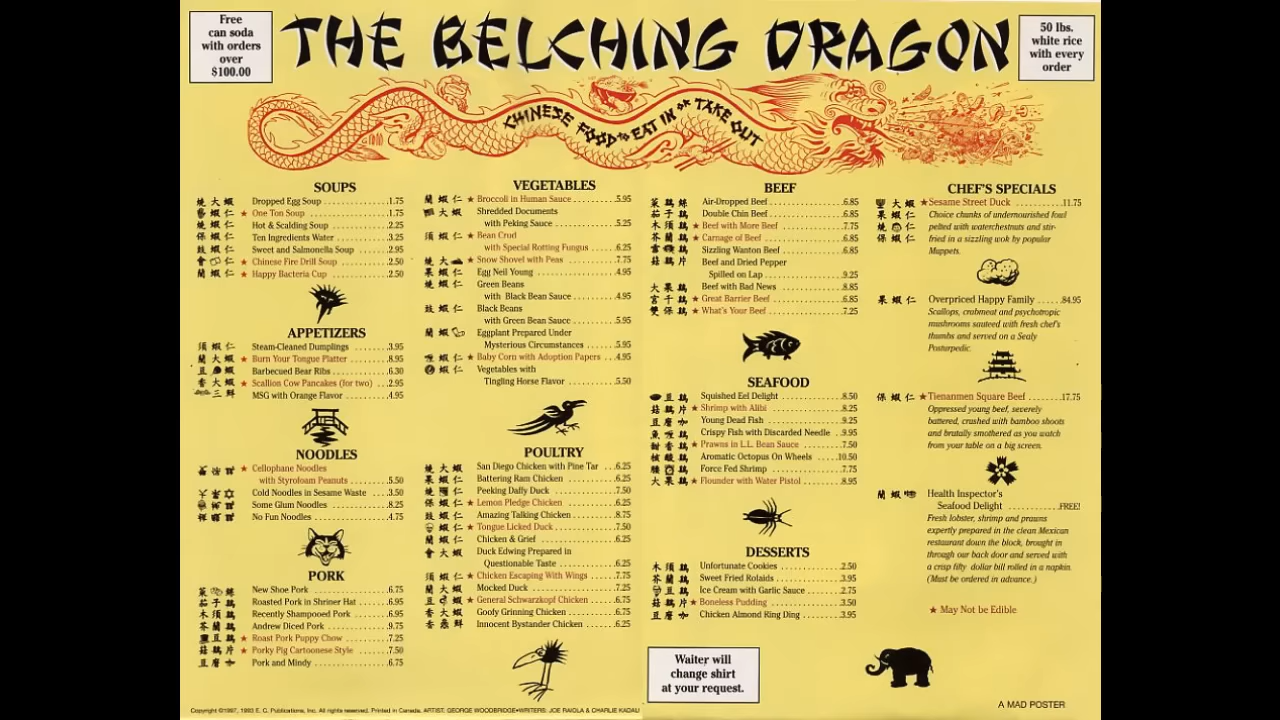 Free
can soda
with orders
over
$100.00
THE BELCHING DRAGON
50 lbs.
white rice
with every
order
CHINESE FOOD to EAT IN or TAKE OUT
SOUPS
Dropped Egg Soup 1.75
★ One Ton Soup 1.75
Hot & Scalding Soup 2.25
Ten Ingredients Water 3.25
Sweet and Salmonella Soup 2.95
★ Chinese Fire Drill Soup 2.50
★ Happy Bacteria Cup 2.50
APPETIZERS
Steam-Cleaned Dumplings 3.95
★ Burn Your Tongue Platter 8.95
Barbecued Bear Ribs 6.30
★ Scallion Cow Pancakes (for two) 2.95
MSG with Orange Flavor 4.95
NOODLES
★ Cellophane Noodles
with Styrofoam Peanuts 5.50
Cold Noodles in Sesame Waste 3.50
Some Glum Noodles 8.25
No Fun Noodles 4.75
PORK
New Shoe Pork 6.75
Roasted Pork in Shriner Hat 6.95
Recently Shampooed Pork 6.95
Andrew Diced Pork 9.75
★ Roast Pork Puppy Chow 7.25
★ Porky Pig Cartoonese Style 7.50
Pork and Mindy 6.75
VEGETABLES
★ Broccoli in Human Sauce 5.95
Shredded Documents
with Peking Sauce 5.25
★ Bean Crud
with Special Rotting Fungus 6.25
★ Snow Shovel with Peas 7.75
Egg Neil Young 4.95
Green Beans
with Black Bean Sauce 4.95
Black Beans
with Green Bean Sauce 5.95
Eggplant Prepared Under
Mysterious Circumstances 5.95
★ Baby Corn with Adoption Papers 4.95
Vegetables with
Tingling Horse Flavor 5.50
POULTRY
San Diego Chicken with Pine Tar 6.25
Battering Ram Chicken 6.25
Peeking Daffy Duck 7.50
★ Lemon Pledge Chicken 6.25
Amazing Talking Chicken 8.75
★ Tongue Licked Duck 7.50
Chicken & Grief 6.25
Duck Edwing Prepared in
Questionable Taste 6.25
★ Chicken Escaping With Wings 7.75
Mocked Duck 7.25
★ General Schwarzkopf Chicken 6.75
Goofy Grinning Chicken 6.75
Innocent Bystander Chicken 6.25
BEEF
Air-Dropped Beef 6.85
Double Chin Beef 6.85
★ Beef with More Beef 7.75
★ Carnage of Beef 6.85
Sizzling Wanton Beef 6.85
Beef and Dried Pepper
Spilled on Lap 9.25
Beef with Bad News 8.85
★ Great Barrier Beef 6.85
★ What's Your Beef 7.25
SEAFOOD
Squished Eel Delight 8.50
★ Shrimp with Alibi 8.25
Young Dead Fish 9.25
Crispy Fish with Discarded Needle 9.95
★ Prawns in L.L. Bean Sauce 7.50
Aromatic Octopus On Wheels 10.50
Force Fed Shrimp 7.75
★ Flounder with Water Pistol 8.95
DESSERTS
Unfortunate Cookies 2.50
Sweet Fried Rolaids 3.95
Ice Cream with Garlic Sauce 2.75
★ Boneless Pudding 3.50
Chicken Almond Ring Ding 3.95
CHEF'S SPECIALS
★ Sesame Street Duck 11.75
Choice chunks of undernourished foul
pelted with waterchestnuts and stir-
fried in a sizzling wok by popular
Muppets.
Overpriced Happy Family 84.95
Scallops, crabmeat and psychotropic
mushrooms sauteed with fresh chef's
thumbs and served on a Sealy
Posterpedic.
★ Tienanmen Square Beef 17.75
Oppressed young beef, severely
battered, crashed with bamboo shoots
and brutally smothered as you watch
from your table on a big screen.
Health Inspector's
Seafood Delight FREE!
Fresh lobster, shrimp and prawns
expertly prepared in the clean Mexican
restaurant down the block, brought in
through our back door and served with
a crisp fifty dollar bill rolled in a napkin.
(Must be ordered in advance.)
★ May Not be Edible
Waiter will
change shirt
at your request.
Copyright ©1997, 1993 E. C. Publications, Inc. All rights reserved. Printed in Canada. ARTIST: GEORGE WOODBRIDGE•WRITERS: JOE RAIOLA & CHARLIE KADAU
A MAD POSTER